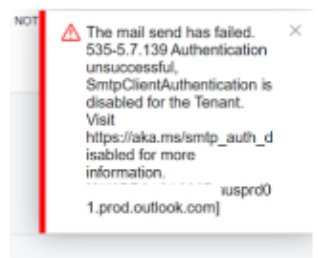 NOT
The mail send has failed.
535-5.7.139 Authentication
unsuccessful,
SmtpClientAuthentication is
disabled for the Tenant.
Visit
https://aka.ms/smtp_auth_d
isabled for more
information.
usprd0
1.prod.outlook.com]